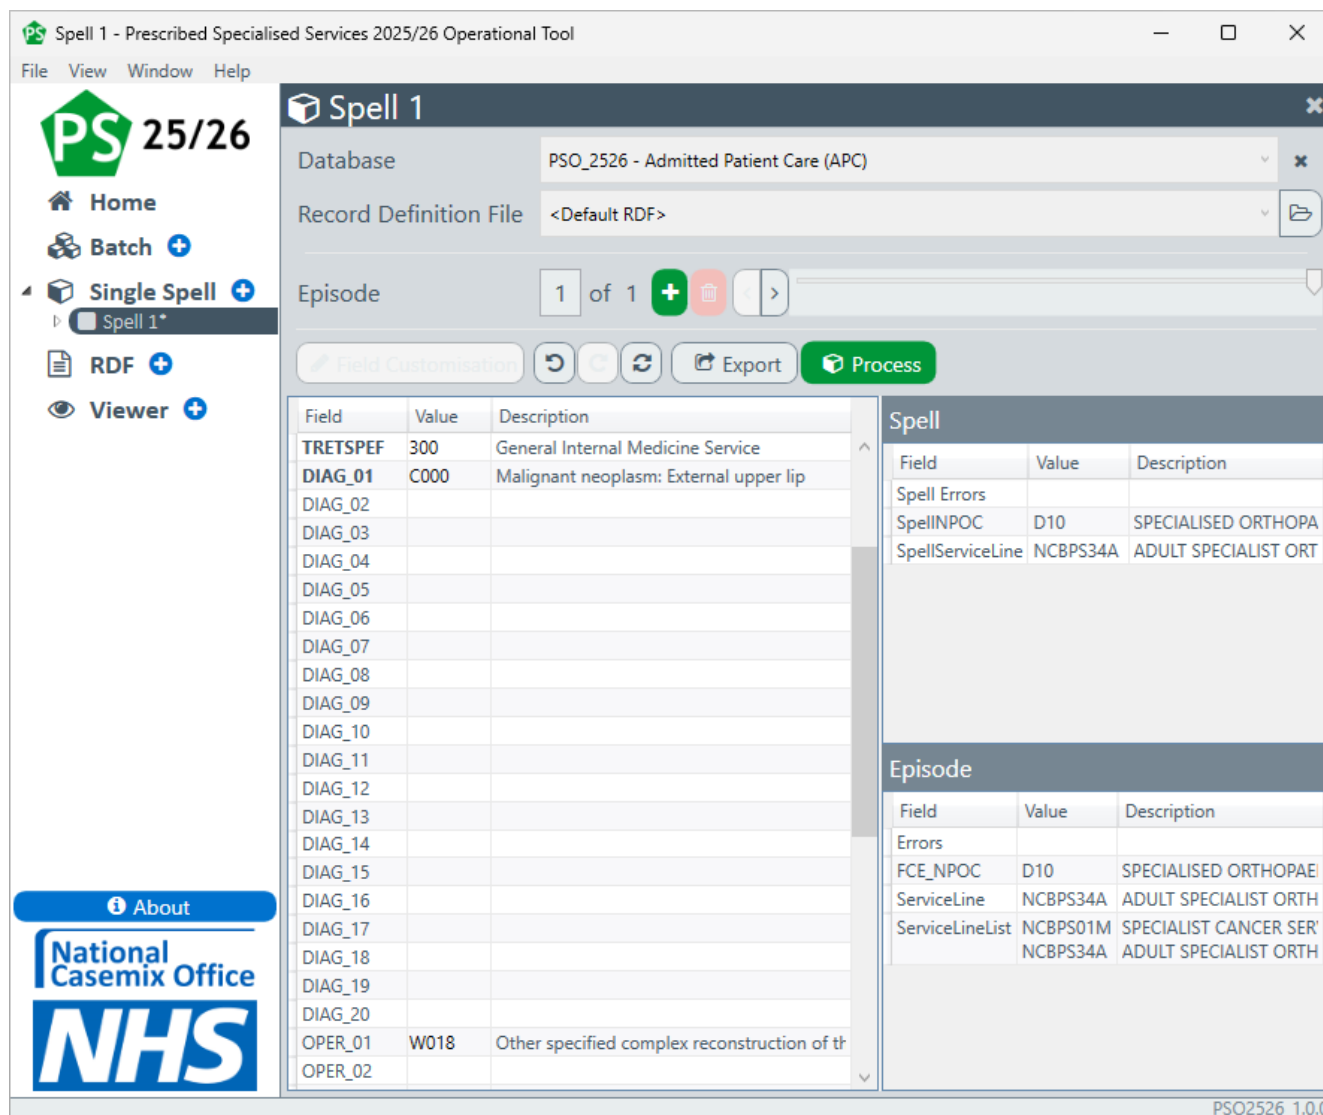 PS Spell 1 - Prescribed Specialised Services 2025/26 Operational Tool
File View Window Help
PS 25/26
Home
Batch
Single Spell
Spell 1*
RDF
Viewer
About
National
Casemix Office
NHS
Spell 1
Database PSO_2526 - Admitted Patient Care (APC)
Record Definition File <Default RDF>
Episode 1 of 1
Field Customisation Export Process
Field Value Description
TRETSPEF 300 General Internal Medicine Service
DIAG_01 C000 Malignant neoplasm: External upper lip
DIAG_02
DIAG_03
DIAG_04
DIAG_05
DIAG_06
DIAG_07
DIAG_08
DIAG_09
DIAG_10
DIAG_11
DIAG_12
DIAG_13
DIAG_14
DIAG_15
DIAG_16
DIAG_17
DIAG_18
DIAG_19
DIAG_20
OPER_01 W018 Other specified complex reconstruction of th
OPER_02
Spell
Field Value Description
Spell Errors
SpellNPOC D10 SPECIALISED ORTHOPA
SpellServiceLine NCBPS34A ADULT SPECIALIST ORT
Episode
Field Value Description
Errors
FCE_NPOC D10 SPECIALISED ORTHOPAE
ServiceLine NCBPS34A ADULT SPECIALIST ORTH
ServiceLineList NCBPS01M SPECIALIST CANCER SER
NCBPS34A ADULT SPECIALIST ORTH
PSO2526 1.0.0